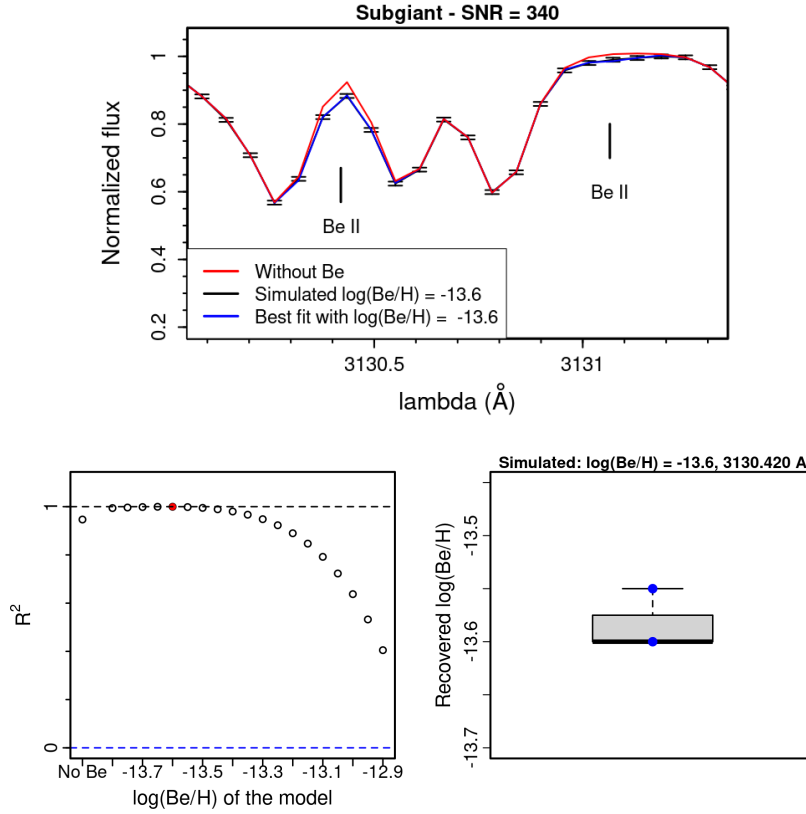 Subgiant - SNR = 340
Normalized flux
1
0.8
0.6
0.4
0.2
Be II
Be II
Without Be
Simulated log(Be/H) = -13.6
Best fit with log(Be/H) = -13.6
3130.5
3131
lambda (Å)
R²
1
0
No Be
-13.7
-13.5
-13.3
-13.1
-12.9
log(Be/H) of the model
Simulated: log(Be/H) = -13.6, 3130.420 A
Recovered log(Be/H)
-13.5
-13.6
-13.7